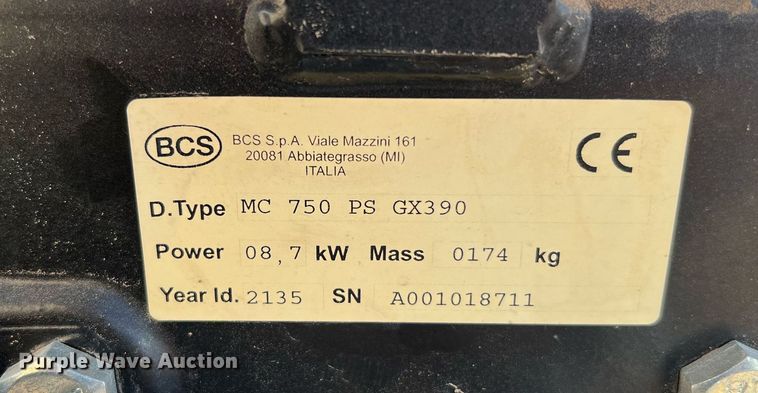 BCS
BCS S.p.A. Viale Mazzini 161
20081 Abbiategrasso (MI)
ITALIA
CE
D.Type MC 750 PS GX390
Power 08,7 kW Mass 0174 kg
Year Id. 2135 SN A001018711
Purple Wave Auction